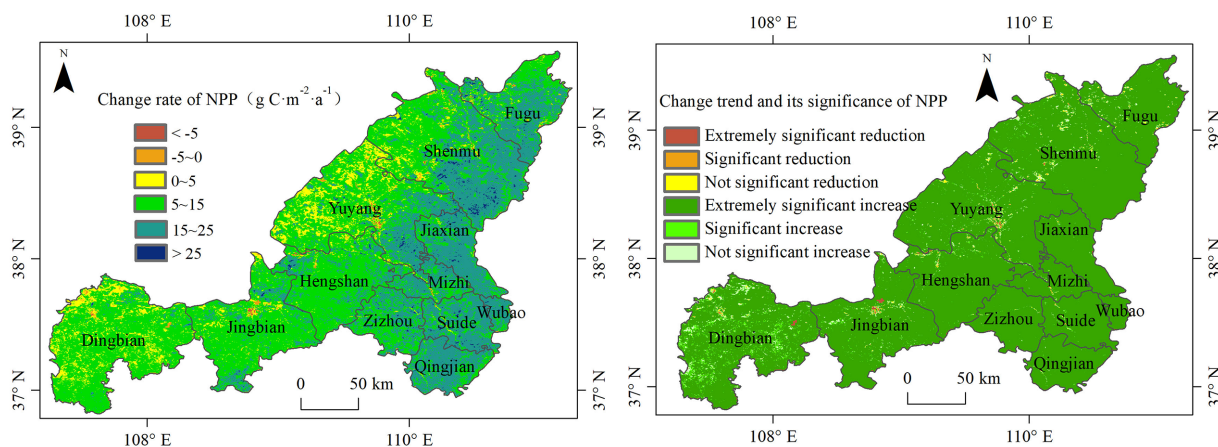 108° E
110° E
N
Change rate of NPP（g C·m⁻²·a⁻¹）
< -5
-5~0
0~5
5~15
15~25
> 25
39° N
38° N
37° N
Fugu
Shenmu
Yuyang
Jiaxian
Hengshan
Mizhi
Wubao
Zizhou
Suide
Jingbian
Dingbian
Qingjian
0 50 km
108° E
110° E
108° E
110° E
N
Change trend and its significance of NPP
Extremely significant reduction
Significant reduction
Not significant reduction
Extremely significant increase
Significant increase
Not significant increase
39° N
38° N
37° N
Fugu
Shenmu
Yuyang
Jiaxian
Hengshan
Mizhi
Wubao
Zizhou
Suide
Jingbian
Dingbian
Qingjian
0 50 km
108° E
110° E